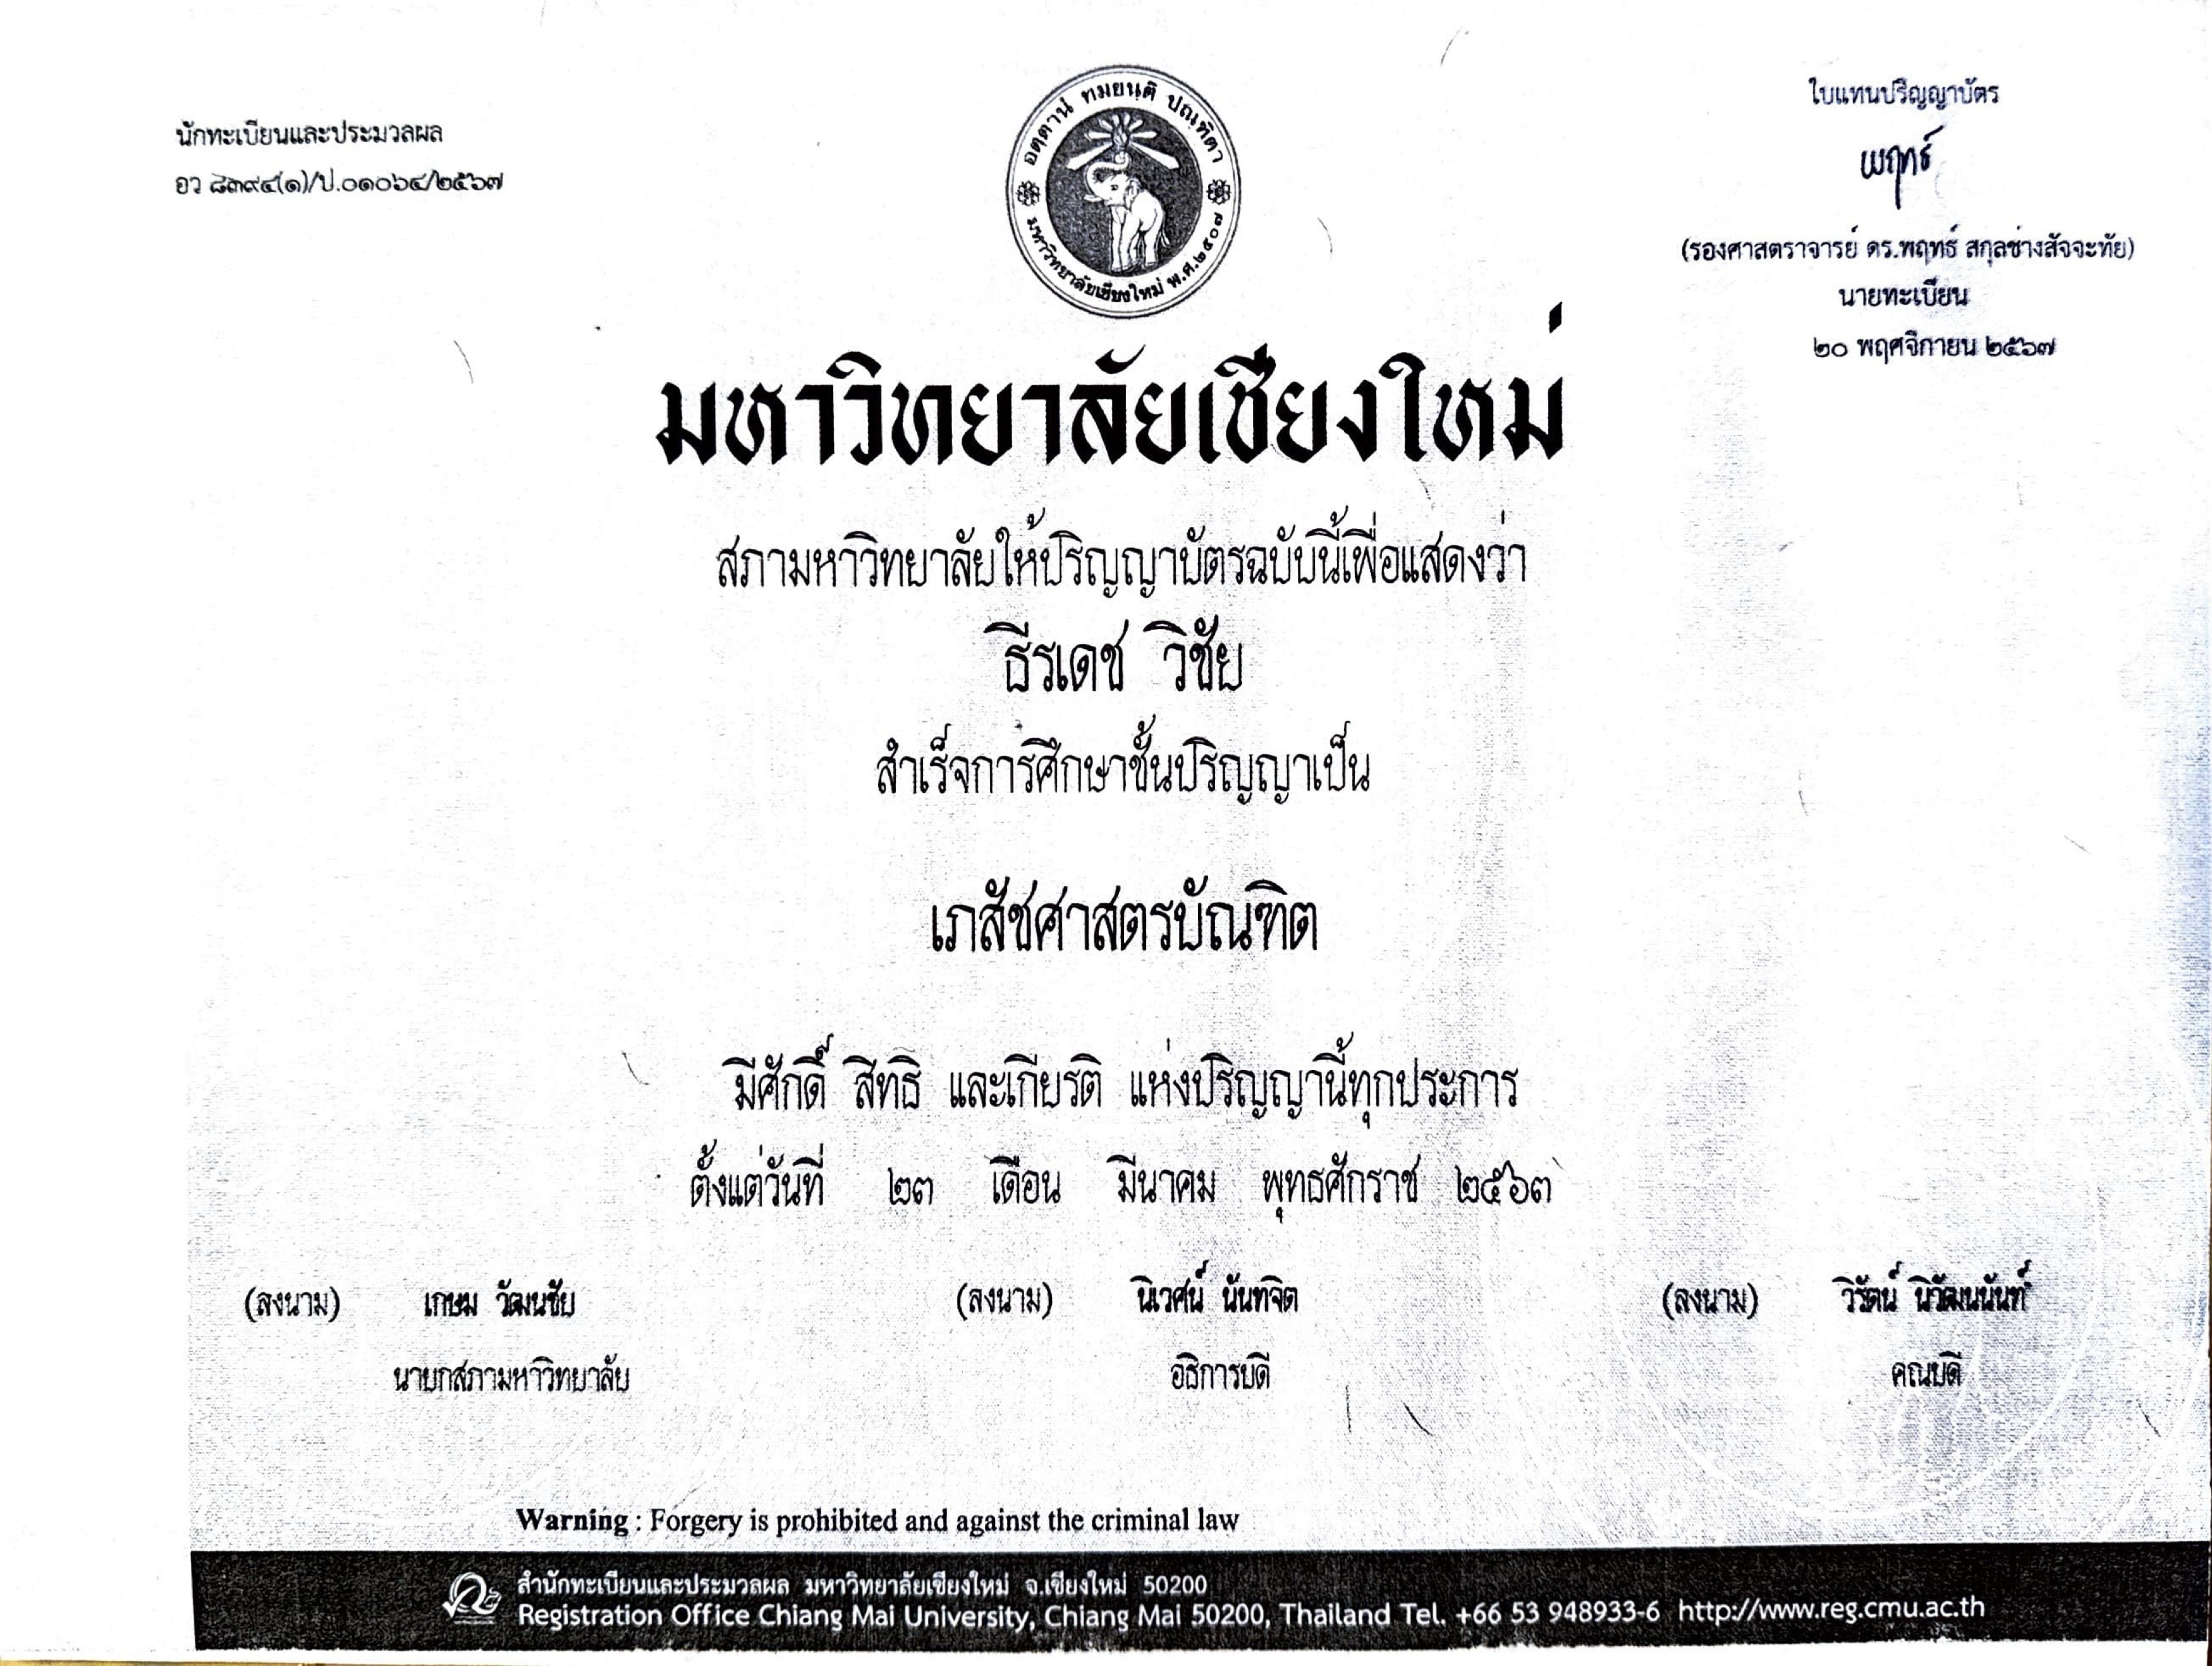 นักทะเบียนและประมวลผล
อว ๘๓๙๔(๑)/ป.๐๑๐๖๔/๒๕๖๗
อตฺตานํ ทมยนฺติ ปณฺฑิตา
มหาวิทยาลัยเชียงใหม่ พ.ศ.๒๕๐๗
ใบแทนปริญญาบัตร
พฤทธ์
(รองศาสตราจารย์ ดร.พฤทธ์ สกุลช่างสัจจะทัย)
นายทะเบียน
๒๐ พฤศจิกายน ๒๕๖๗
มหาวิทยาลัยเชียงใหม่
สภามหาวิทยาลัยให้ปริญญาบัตรฉบับนี้เพื่อแสดงว่า
ธีรเดช วิชัย
สำเร็จการศึกษาชั้นปริญญาเป็น
เภสัชศาสตรบัณฑิต
มีศักดิ์ สิทธิ และเกียรติ แห่งปริญญานี้ทุกประการ
ตั้งแต่วันที่ ๒๓ เดือน มีนาคม พุทธศักราช ๒๕๖๓
(ลงนาม) เกษม วัฒนชัย (ลงนาม) นิเวศน์ นันทจิต (ลงนาม) วิรัตน์ นิวัฒนนันท์
นายกสภามหาวิทยาลัย อธิการบดี คณบดี
Warning : Forgery is prohibited and against the criminal law
สำนักทะเบียนและประมวลผล มหาวิทยาลัยเชียงใหม่ จ.เชียงใหม่ 50200
Registration Office Chiang Mai University, Chiang Mai 50200, Thailand Tel. +66 53 948933-6 http://www.reg.cmu.ac.th